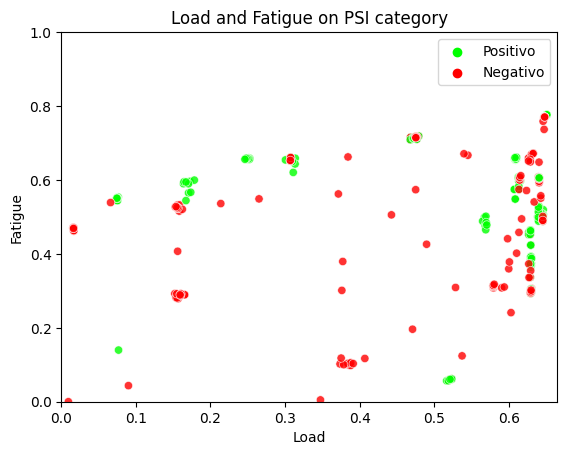 Load and Fatigue on PSI category
Positivo
Negativo
Fatigue
1.0
0.8
0.6
0.4
0.2
0.0
0.0 0.1 0.2 0.3 0.4 0.5 0.6
Load